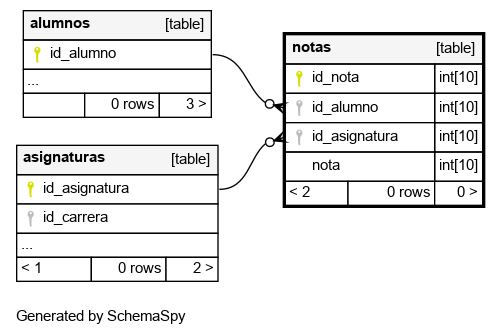 alumnos [table]
id_alumno
...
0 rows 3 >
asignaturas [table]
id_asignatura
id_carrera
...
< 1 0 rows 2 >
notas [table]
id_nota int[10]
id_alumno int[10]
id_asignatura int[10]
nota int[10]
< 2 0 rows 0 >
Generated by SchemaSpy